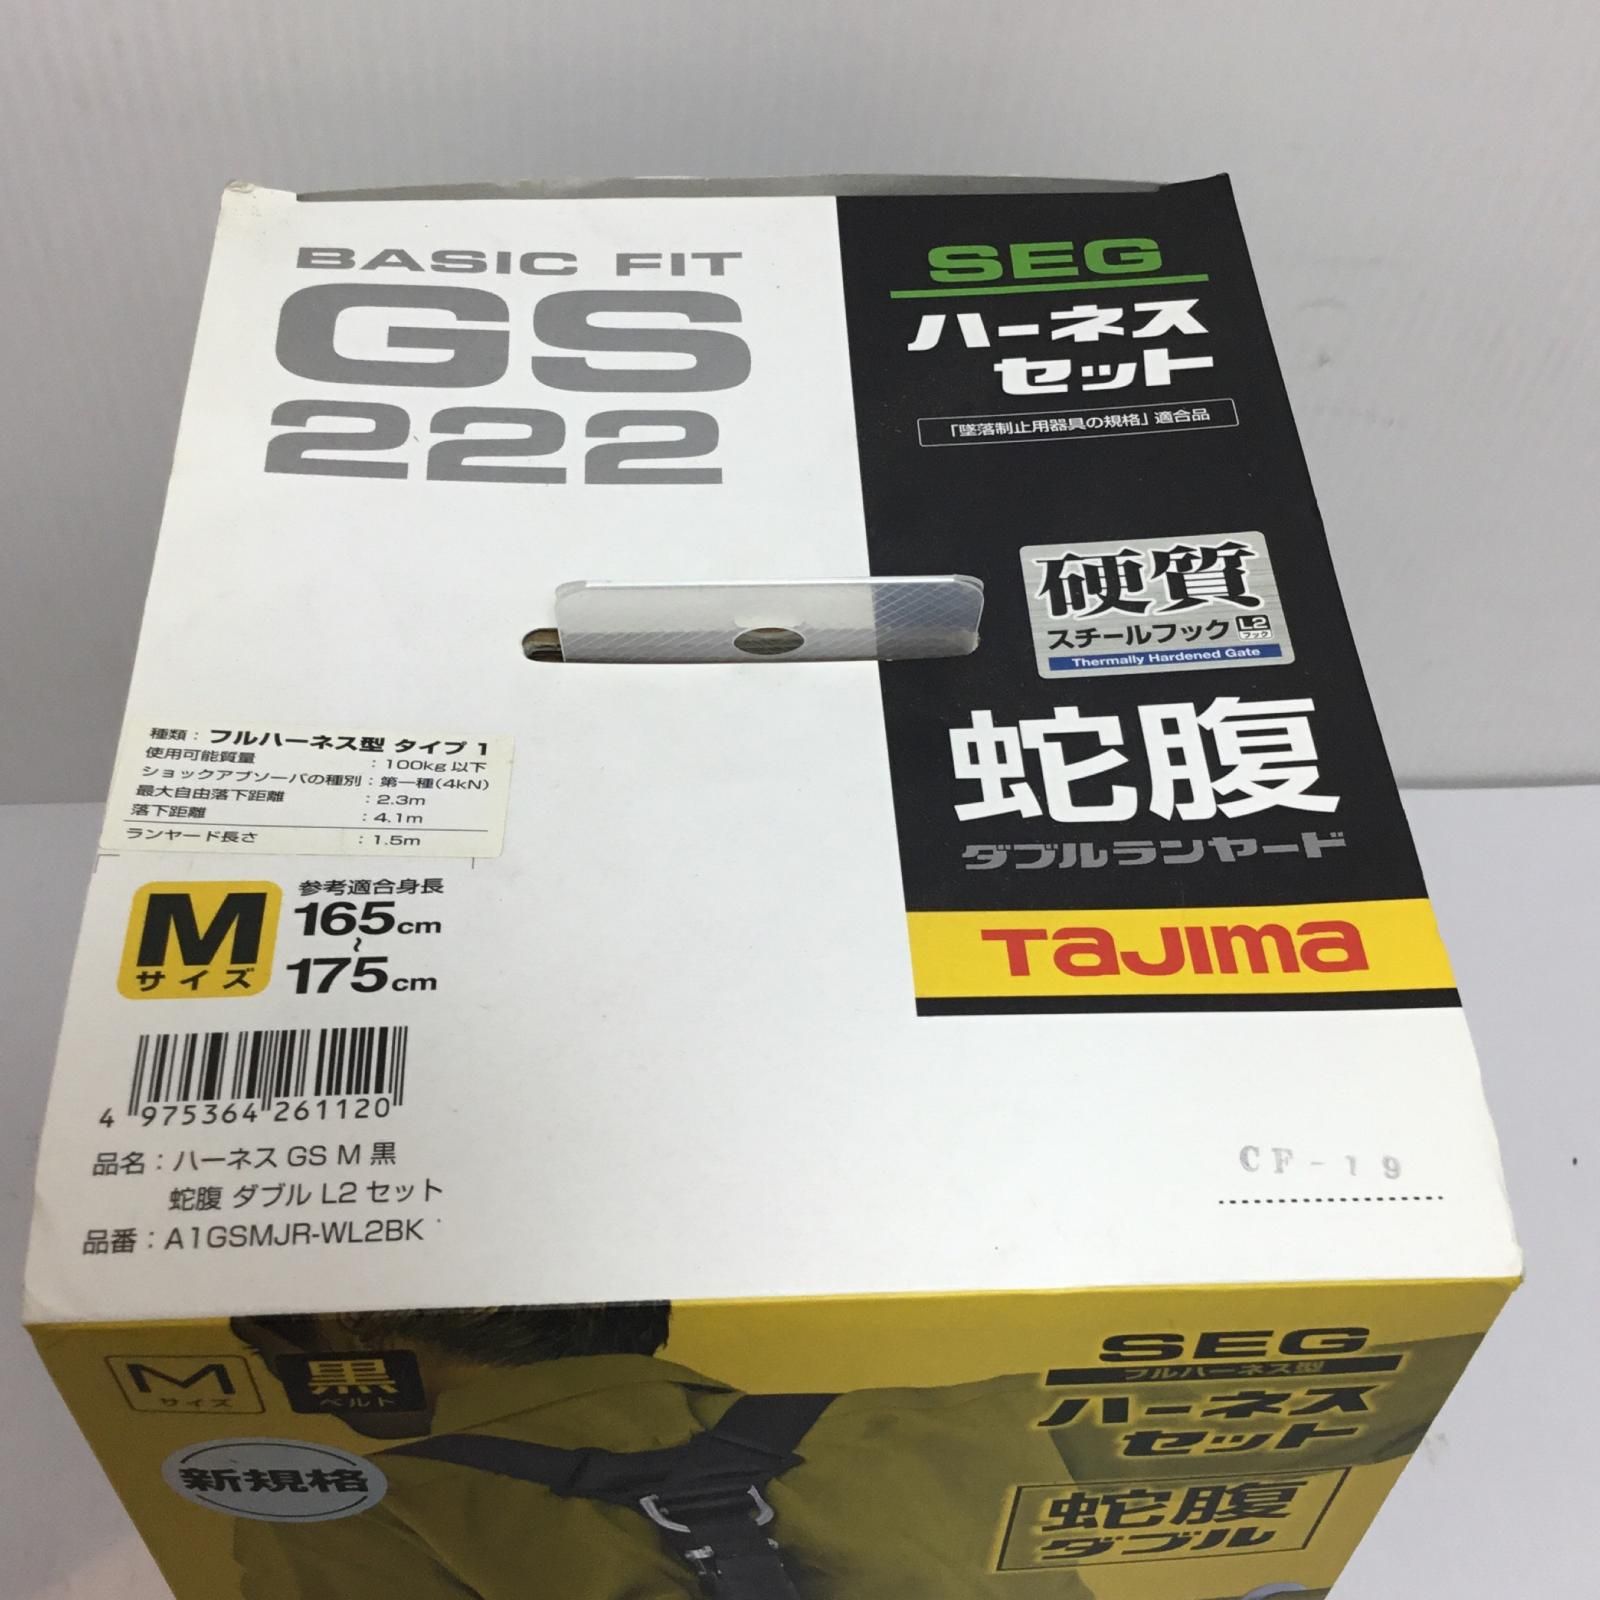 BASIC FIT
GS
222
SEG
ハーネス
セット
「墜落制止用器具の規格」適合品
硬質
スチールフック L2フック
Thermally Hardened Gate
蛇腹
ダブルランヤード
TAJIMA
種類：フルハーネス型 タイプ 1
使用可能質量 ：100kg 以下
ショックアブソーバの種別：第一種(4kN)
最大自由落下距離 ：2.3m
落下距離 ：4.1m
ランヤード長さ ：1.5m
M
サイズ
参考適合身長
165cm
～
175cm
4 975364 261120
品名：ハーネス GS M 黒
蛇腹 ダブル L2 セット
品番：A1GSMJR-WL2BK
CF-19
M
サイズ
黒
ベルト
新規格
SEG
フルハーネス型
ハーネス
セット
蛇腹
ダブル